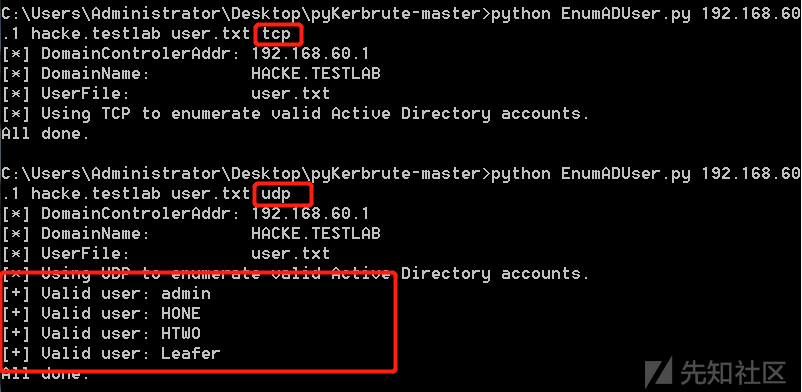 C:\Users\Administrator\Desktop\pyKerbrute-master>python EnumADUser.py 192.168.60
.1 hacke.testlab user.txt tcp
[*] DomainControlerAddr: 192.168.60.1
[*] DomainName:          HACKE.TESTLAB
[*] UserFile:            user.txt
[*] Using TCP to enumerate valid Active Directory accounts.
All done.
C:\Users\Administrator\Desktop\pyKerbrute-master>python EnumADUser.py 192.168.60
.1 hacke.testlab user.txt udp
[*] DomainControlerAddr: 192.168.60.1
[*] DomainName:          HACKE.TESTLAB
[*] UserFile:            user.txt
[*] Using UDP to enumerate valid Active Directory accounts.
[+] Valid user: admin
[+] Valid user: HONE
[+] Valid user: HTWO
[+] Valid user: Leafer
All done.
先知社区